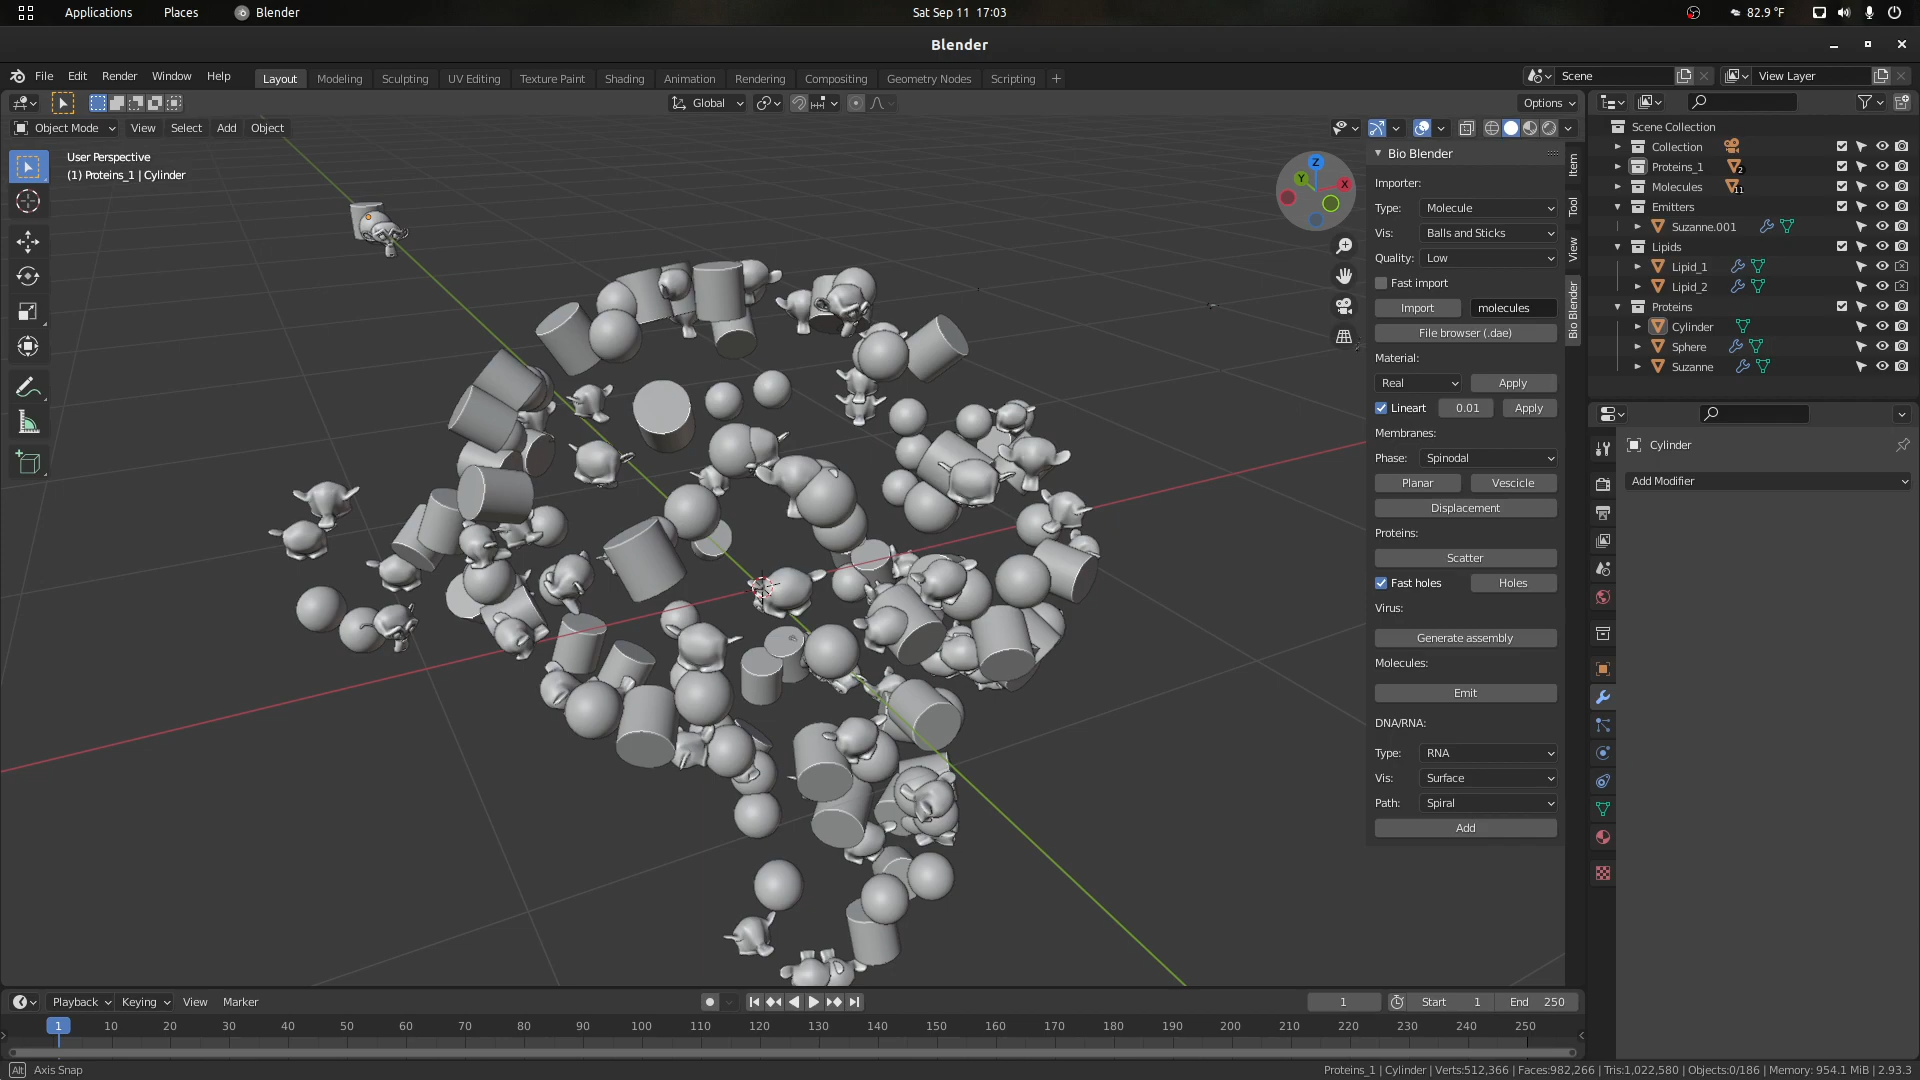 Applications Places Blender Sat Sep 11 17:03 82.9 °F
Blender
File Edit Render Window Help Layout Modeling Sculpting UV Editing Texture Paint Shading Animation Rendering Compositing Geometry Nodes Scripting + Scene View Layer
Global Options
Object Mode View Select Add Object
User Perspective
(1) Proteins_1 | Cylinder
Z
Y
X
Item
Tool
View
Bio Blender
Bio Blender
Importer:
Type: Molecule
Vis: Balls and Sticks
Quality: Low
Fast import
Import molecules
File browser (.dae)
Material:
Real Apply
Lineart 0.01 Apply
Membranes:
Phase: Spinodal
Planar Vescicle
Displacement
Proteins:
Scatter
Fast holes Holes
Virus:
Generate assembly
Molecules:
Emit
DNA/RNA:
Type: RNA
Vis: Surface
Path: Spiral
Add
Scene Collection
Collection
Proteins_1 2
Molecules 11
Emitters
Suzanne.001
Lipids
Lipid_1
Lipid_2
Proteins
Cylinder
Sphere
Suzanne
Cylinder
Add Modifier
Playback Keying View Marker 1 Start 1 End 250
1 10 20 30 40 50 60 70 80 90 100 110 120 130 140 150 160 170 180 190 200 210 220 230 240 250
Alt Axis Snap Proteins_1 | Cylinder | Verts:512,366 | Faces:982,266 | Tris:1,022,580 | Objects:0/186 | Memory: 954.1 MiB | 2.93.3